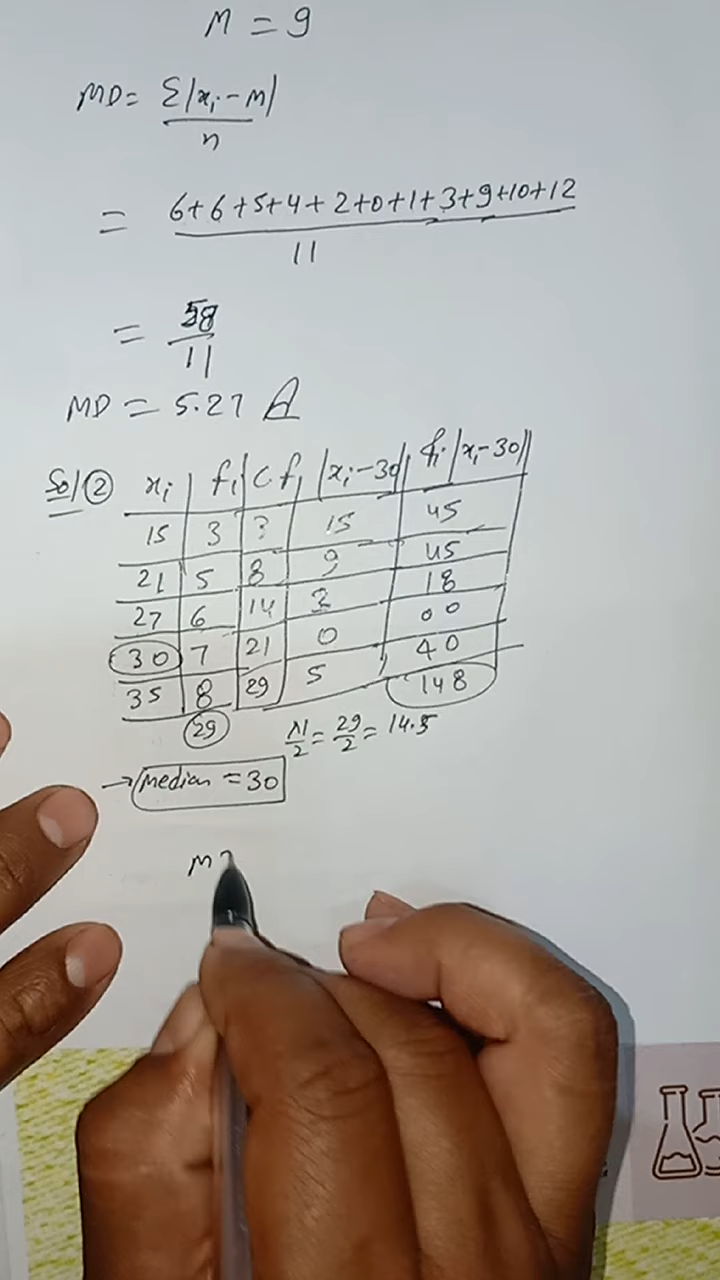 M = 9
MD = Σ|xi - M|
n
= 6+6+5+4+2+0+1+3+9+10+12
11
= 58
11
MD = 5.27 A
Sol ② xi fi c.fi |xi-30| fi|xi-30|
15 3 3 15 45
21 5 8 9 45
27 6 14 3 18
30 7 21 0 00
35 8 29 5 40
29 148
N/2 = 29/2 = 14.5
→ Median = 30
M